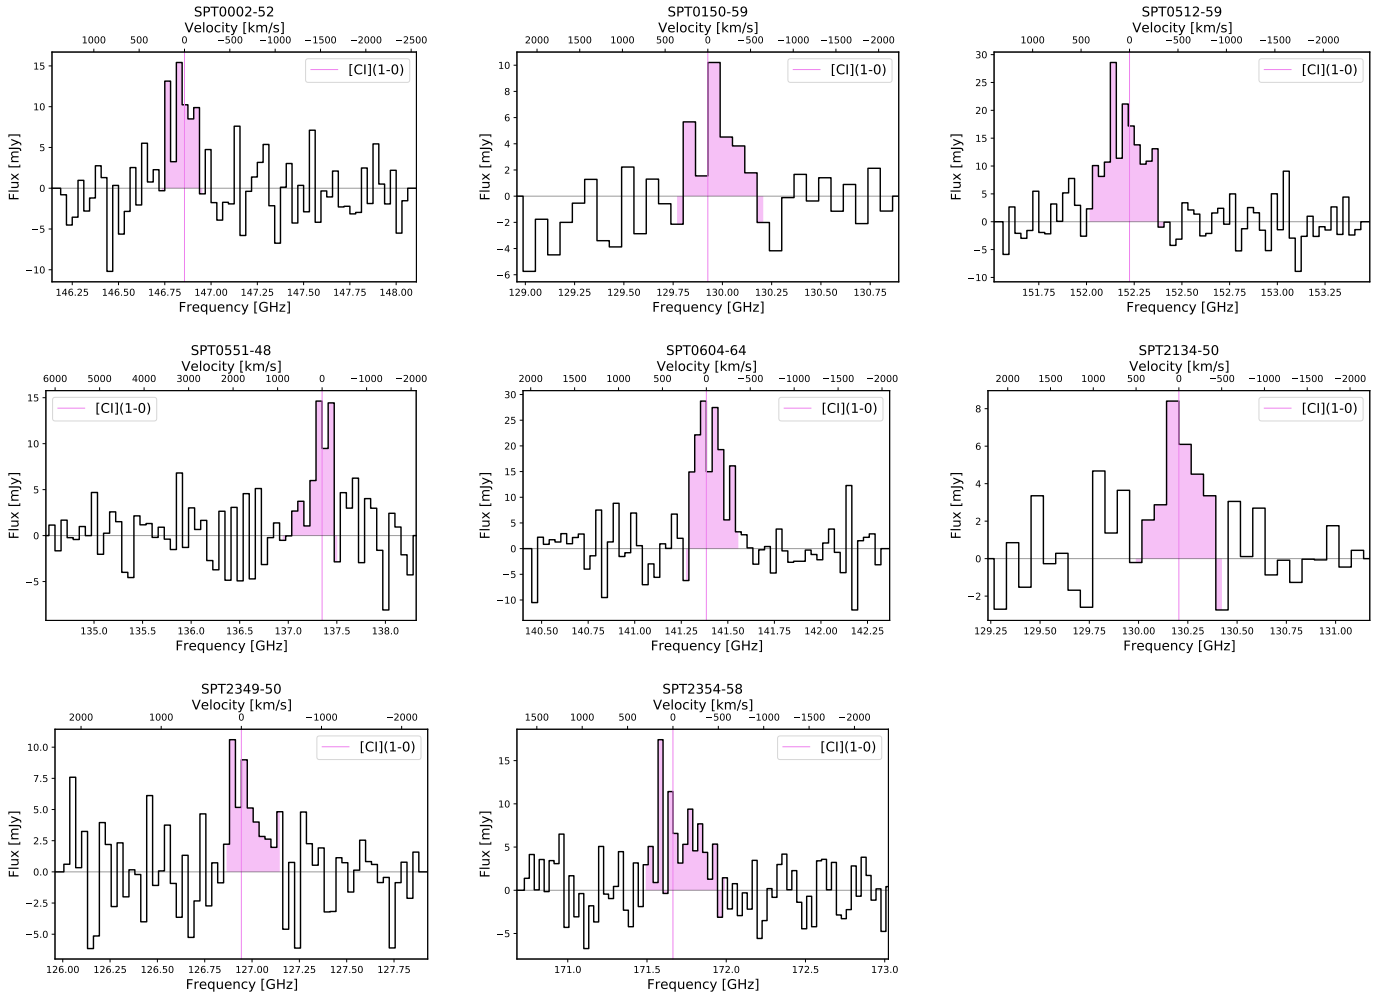 SPT0002-52
Velocity [km/s]
1000 500 0 −500 −1000 −1500 −2000 −2500
[CI](1-0)
Flux [mJy]
15
10
5
0
−5
−10
146.25 146.50 146.75 147.00 147.25 147.50 147.75 148.00
Frequency [GHz]
SPT0150-59
Velocity [km/s]
2000 1500 1000 500 0 −500 −1000 −1500 −2000
[CI](1-0)
Flux [mJy]
10
8
6
4
2
0
−2
−4
−6
129.00 129.25 129.50 129.75 130.00 130.25 130.50 130.75
Frequency [GHz]
SPT0512-59
Velocity [km/s]
1000 500 0 −500 −1000 −1500 −2000
[CI](1-0)
Flux [mJy]
30
25
20
15
10
5
0
−5
−10
151.75 152.00 152.25 152.50 152.75 153.00 153.25
Frequency [GHz]
SPT0551-48
Velocity [km/s]
6000 5000 4000 3000 2000 1000 0 −1000 −2000
[CI](1-0)
Flux [mJy]
15
10
5
0
−5
135.0 135.5 136.0 136.5 137.0 137.5 138.0
Frequency [GHz]
SPT0604-64
Velocity [km/s]
2000 1500 1000 500 0 −500 −1000 −1500 −2000
[CI](1-0)
Flux [mJy]
30
25
20
15
10
5
0
−5
−10
140.50 140.75 141.00 141.25 141.50 141.75 142.00 142.25
Frequency [GHz]
SPT2134-50
Velocity [km/s]
2000 1500 1000 500 0 −500 −1000 −1500 −2000
[CI](1-0)
Flux [mJy]
8
6
4
2
0
−2
129.25 129.50 129.75 130.00 130.25 130.50 130.75 131.00
Frequency [GHz]
SPT2349-50
Velocity [km/s]
2000 1000 0 −1000 −2000
[CI](1-0)
Flux [mJy]
10.0
7.5
5.0
2.5
0.0
−2.5
−5.0
126.00 126.25 126.50 126.75 127.00 127.25 127.50 127.75
Frequency [GHz]
SPT2354-58
Velocity [km/s]
1500 1000 500 0 −500 −1000 −1500 −2000
[CI](1-0)
Flux [mJy]
15
10
5
0
−5
171.0 171.5 172.0 172.5 173.0
Frequency [GHz]